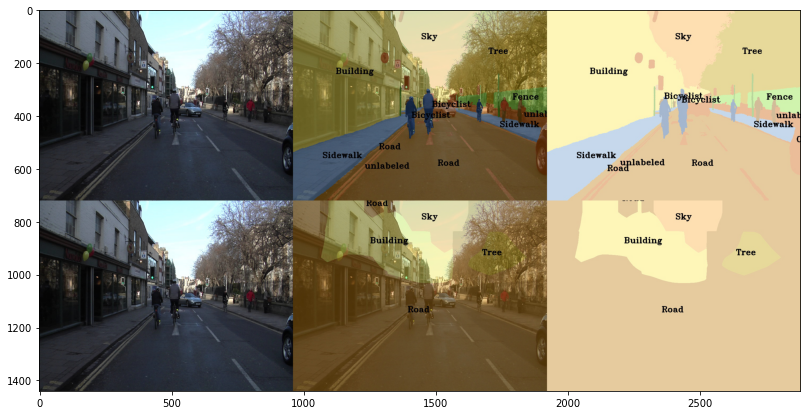 0
200
400
600
800
1000
1200
1400
0
500
1000
1500
2000
2500
Sky
Tree
Building
Fence
Bicyclist
Bicyclist
unlab
Sidewalk
Sidewalk
Road
unlabeled
Road
Sky
Tree
Building
Fence
Bicyclist
Bicyclist
unlab
Sidewalk
Sidewalk
Road
unlabeled
Road
Road
Sky
Building
Tree
Road
Sky
Building
Tree
Road